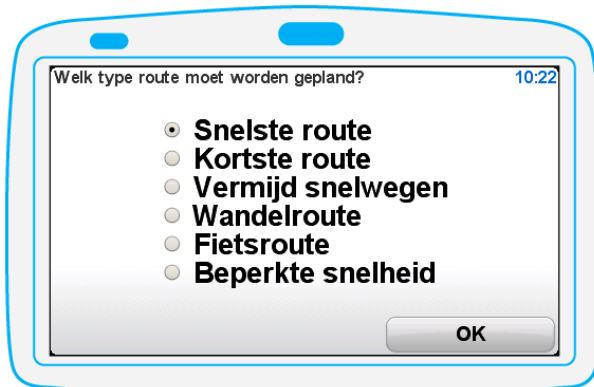 Welk type route moet worden gepland? 10:22
Snelste route
Kortste route
Vermijd snelwegen
Wandelroute
Fietsroute
Beperkte snelheid
OK